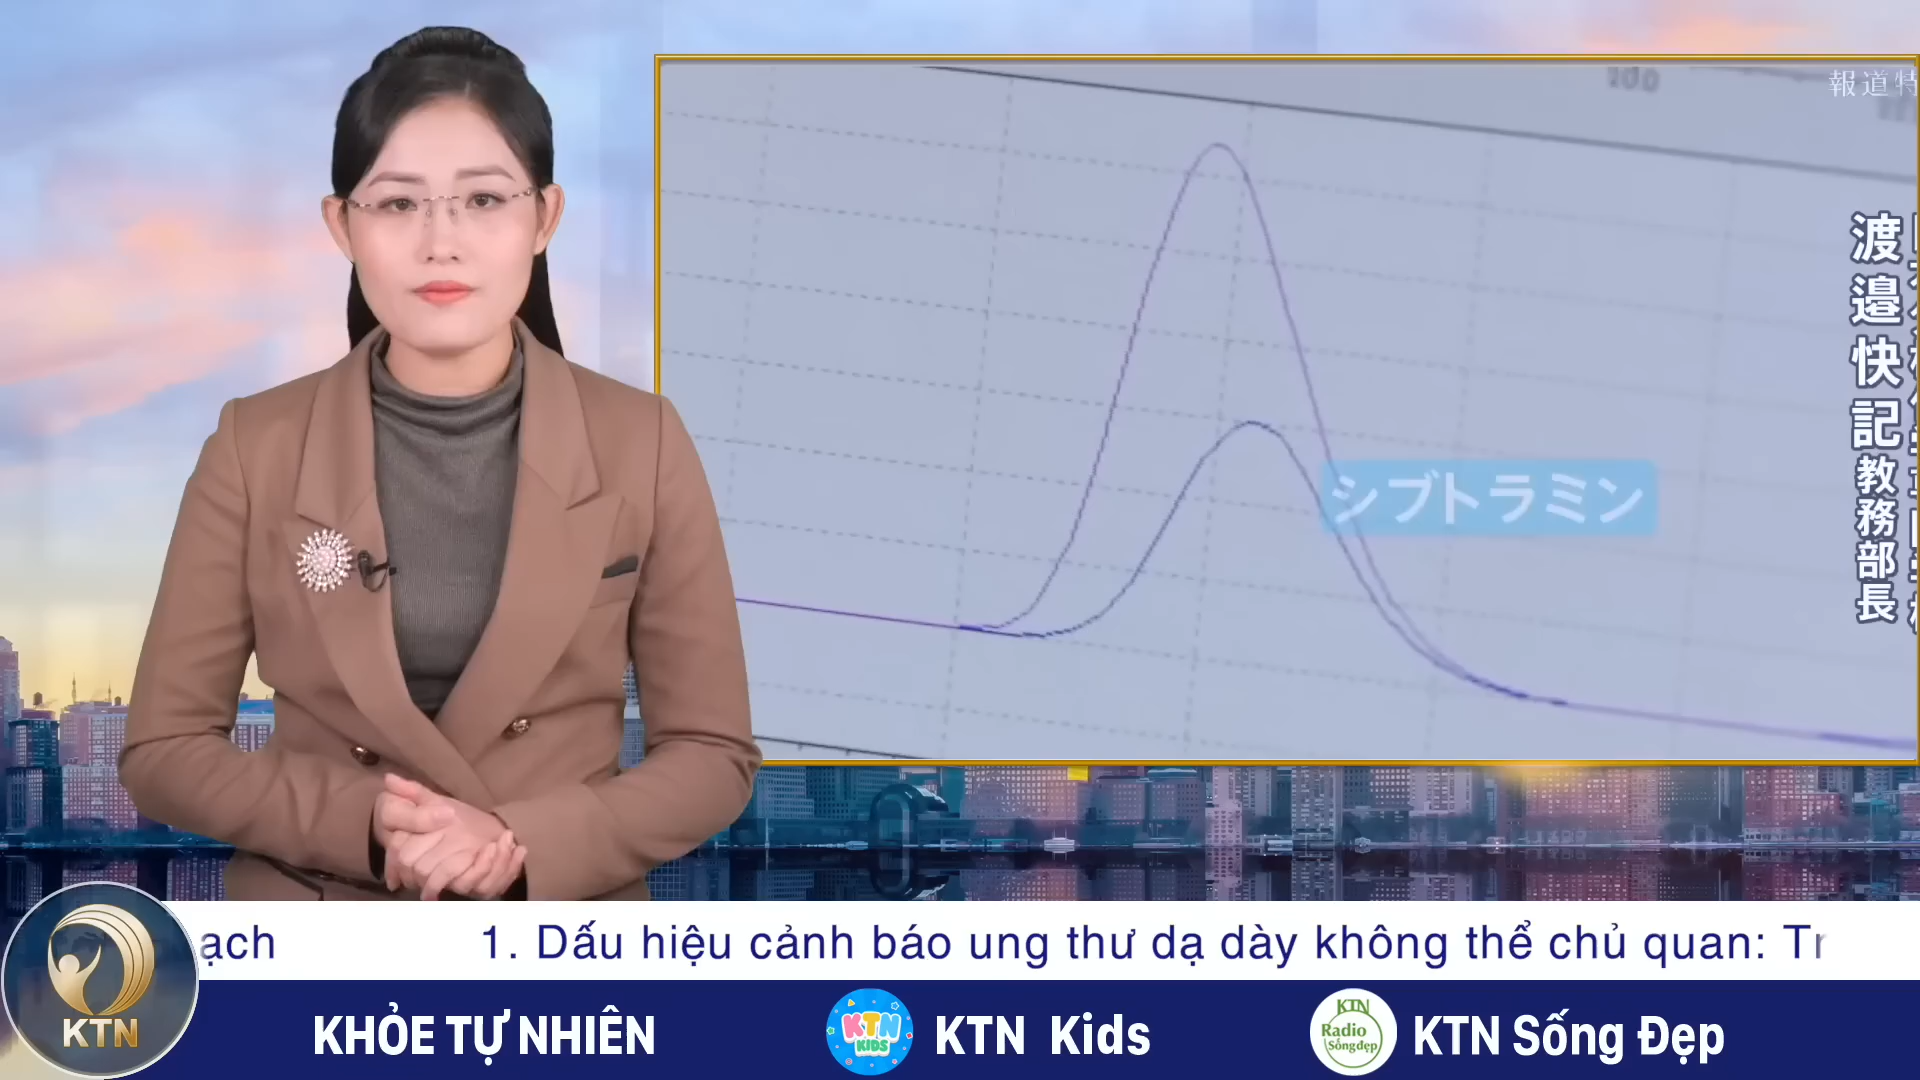 100
報道特
渡邉快記教務部長
シブトラミン
ạch
1. Dấu hiệu cảnh báo ung thư dạ dày không thể chủ quan: Tr
KTN
KHỎE TỰ NHIÊN
KTN KIDS
KTN Kids
KTN
Radio
Sống đẹp
KTN Sống Đẹp